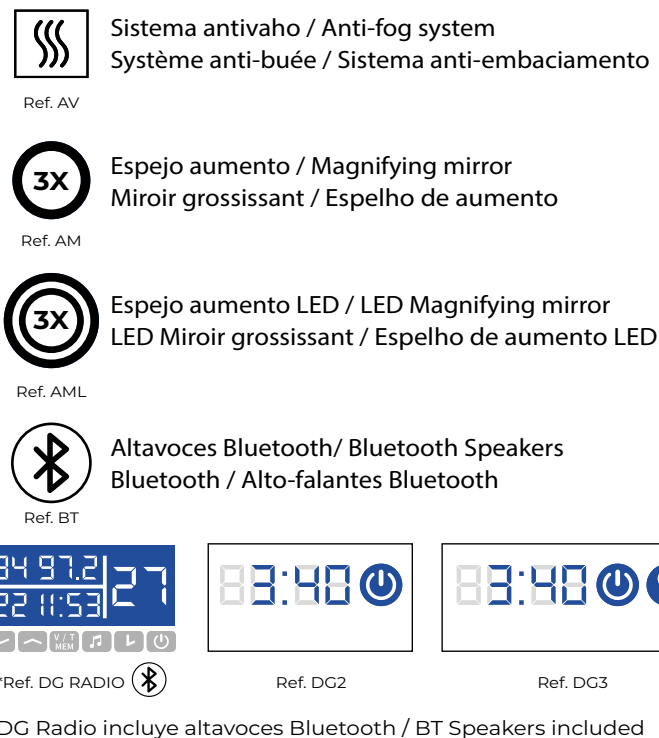 Sistema antivaho / Anti-fog system
Système anti-buée / Sistema anti-embaciamento
Ref. AV
3X
Espejo aumento / Magnifying mirror
Miroir grossissant / Espelho de aumento
Ref. AM
3X
Espejo aumento LED / LED Magnifying mirror
LED Miroir grossissant / Espelho de aumento LED
Ref. AML
Altavoces Bluetooth/ Bluetooth Speakers
Bluetooth / Alto-falantes Bluetooth
Ref. BT
97.2
27
11:53
V / T
MEM
3:40
3:40
*Ref. DG RADIO
Ref. DG2
Ref. DG3
DG Radio incluye altavoces Bluetooth / BT Speakers included